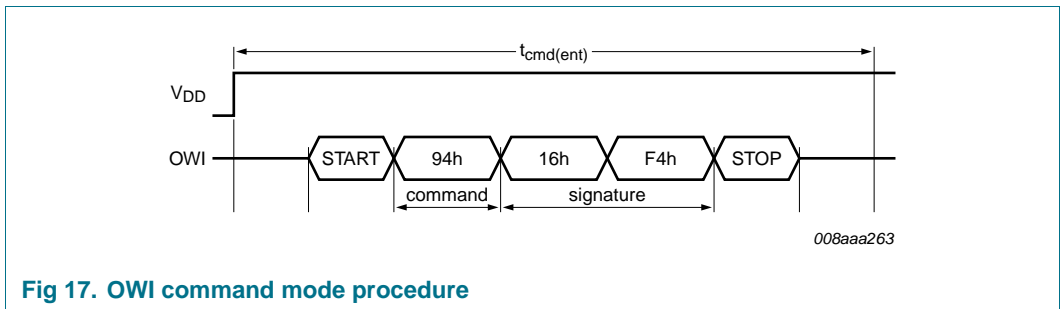 tcmd(ent)
VDD
OWI START 94h 16h F4h STOP
command signature
008aaa263
Fig 17. OWI command mode procedure